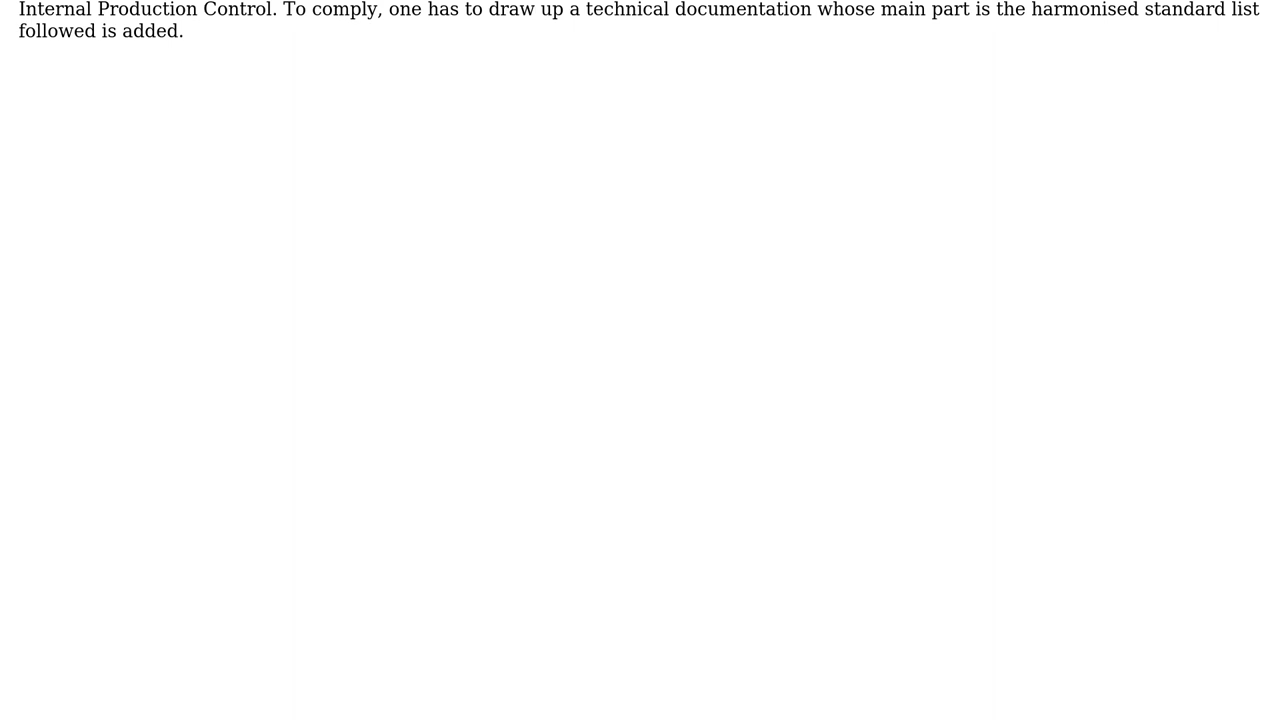 Internal Production Control. To comply, one has to draw up a technical documentation whose main part is the harmonised standard list
followed is added.